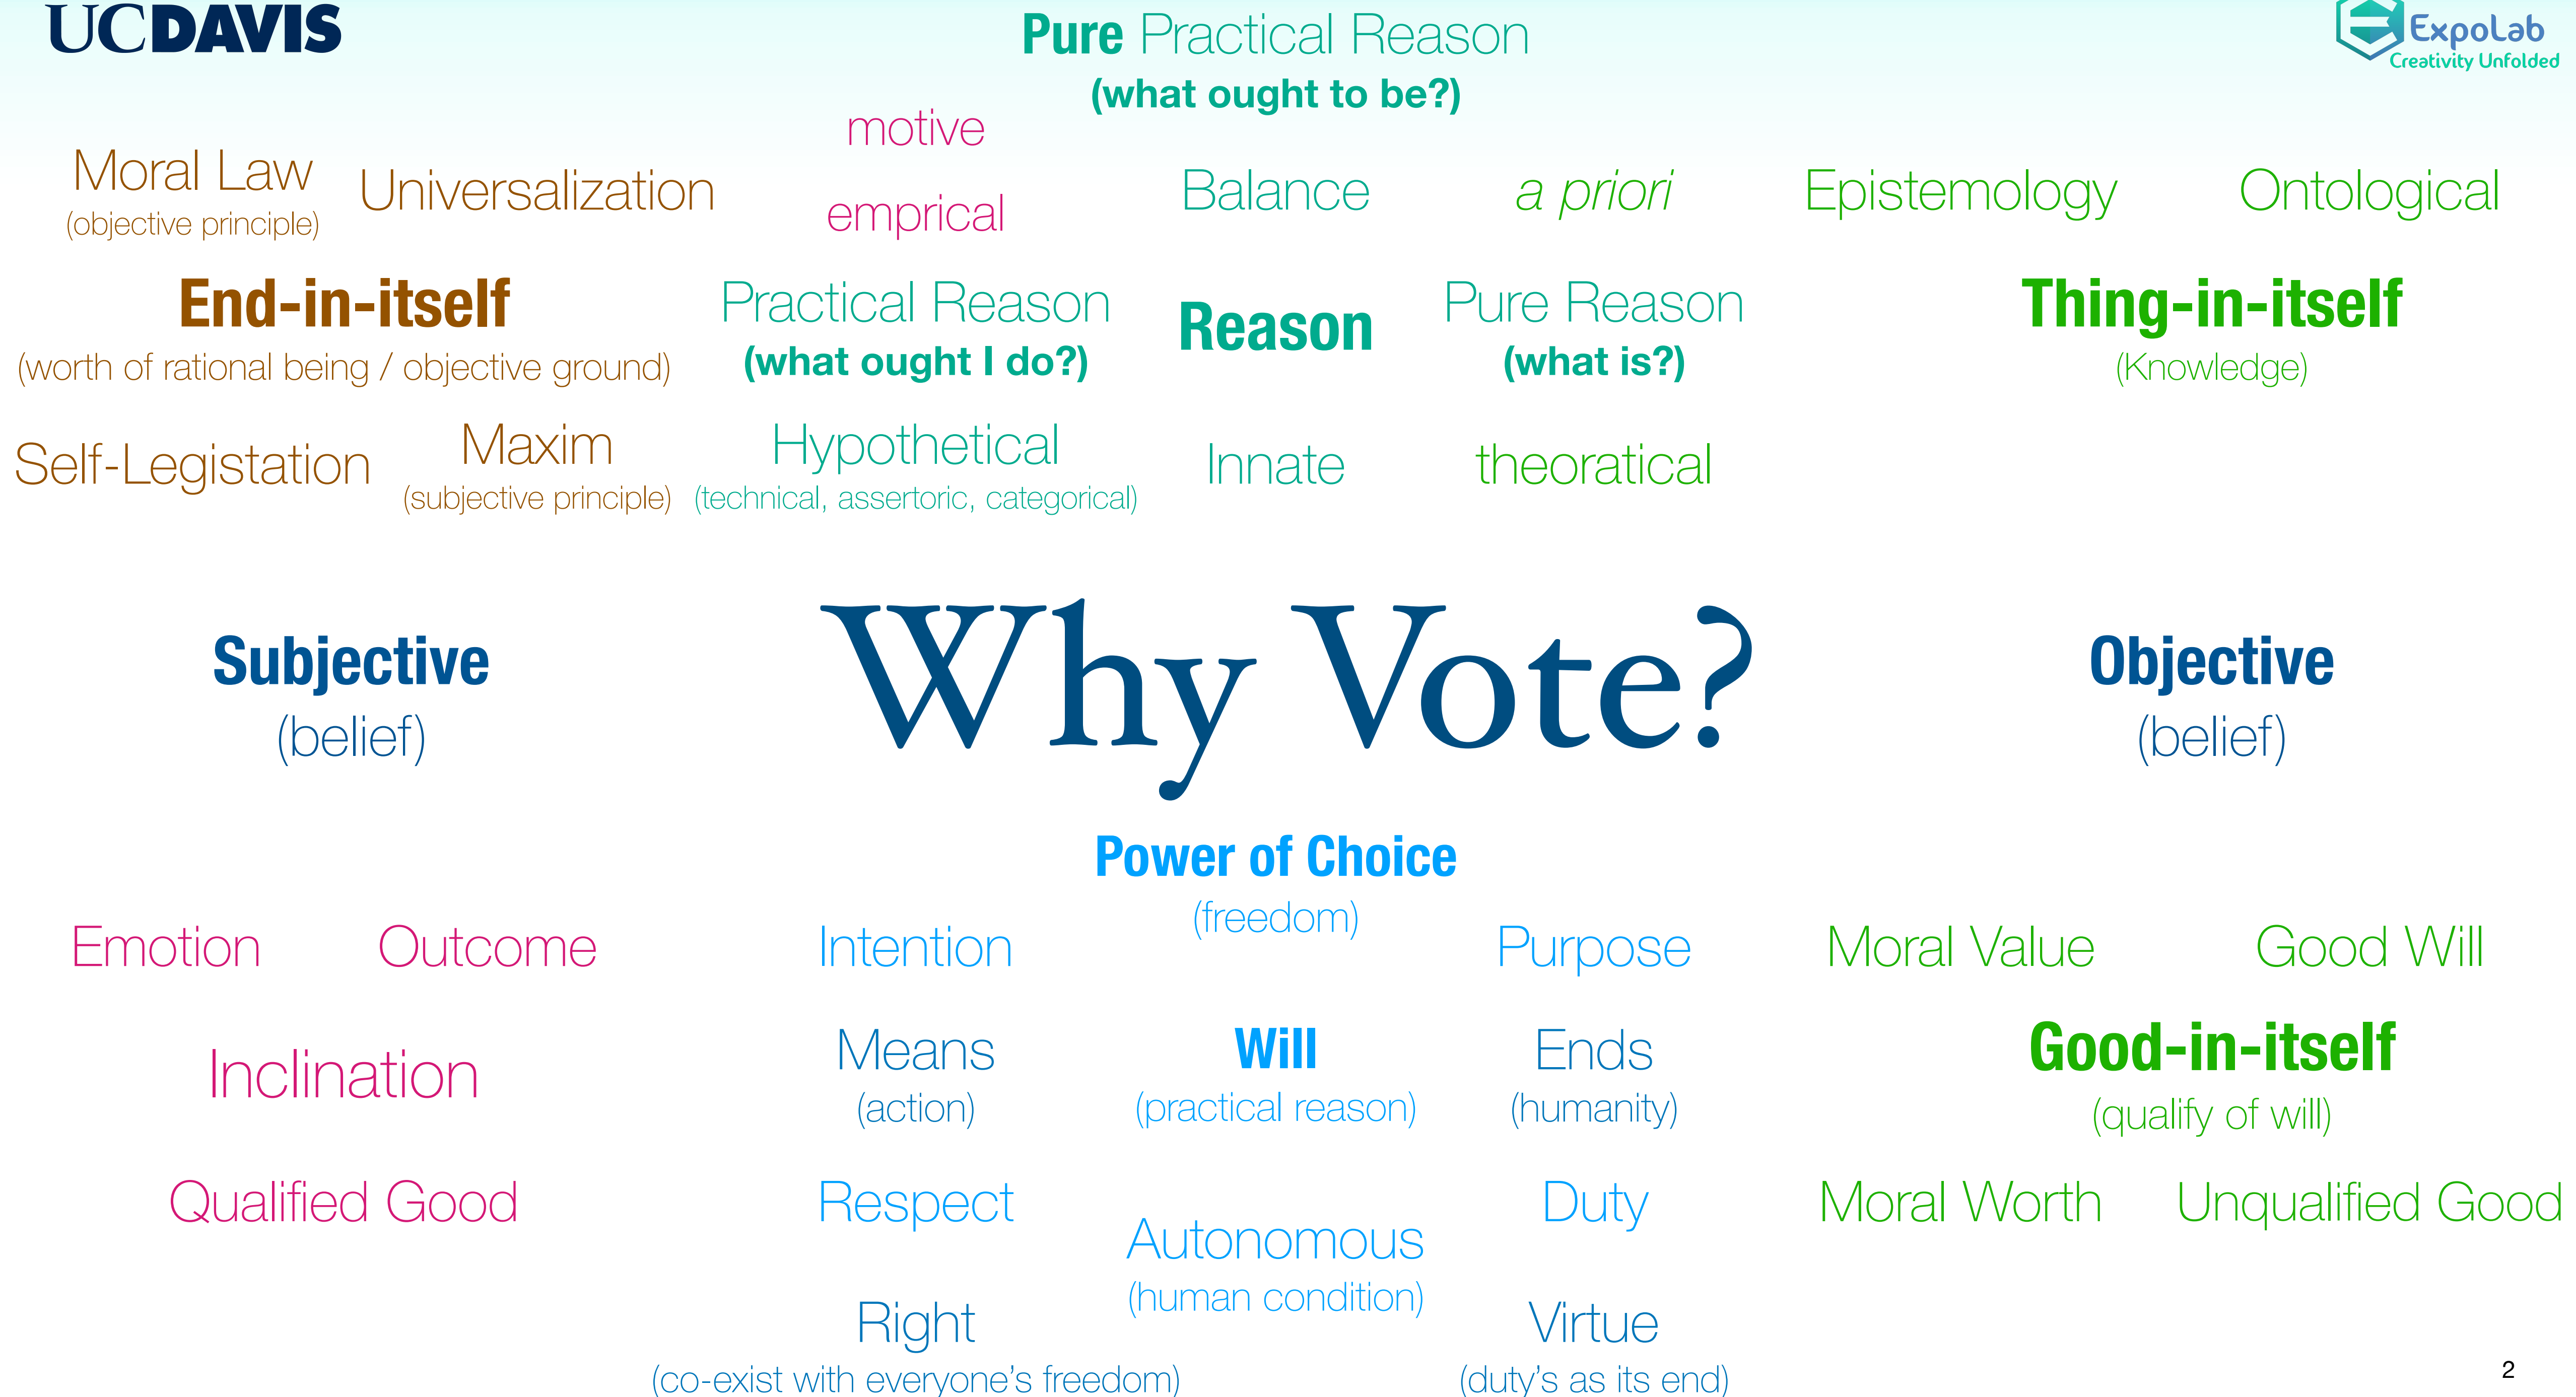 UCDAVIS
Pure Practical Reason
(what ought to be?)
ExpoLab
Creativity Unfolded
motive
emprical
Moral Law
(objective principle)
Universalization
Balance
a priori
Epistemology
Ontological
End-in-itself
(worth of rational being / objective ground)
Practical Reason
(what ought I do?)
Reason
Pure Reason
(what is?)
Thing-in-itself
(Knowledge)
Self-Legistation
Maxim
(subjective principle)
Hypothetical
(technical, assertoric, categorical)
Innate
theoratical
Subjective
(belief)
Why Vote?
Objective
(belief)
Power of Choice
(freedom)
Emotion
Outcome
Intention
Purpose
Moral Value
Good Will
Inclination
Means
(action)
Will
(practical reason)
Ends
(humanity)
Good-in-itself
(qualify of will)
Qualified Good
Respect
Autonomous
(human condition)
Duty
Moral Worth
Unqualified Good
Right
(co-exist with everyone’s freedom)
Virtue
(duty’s as its end)
2